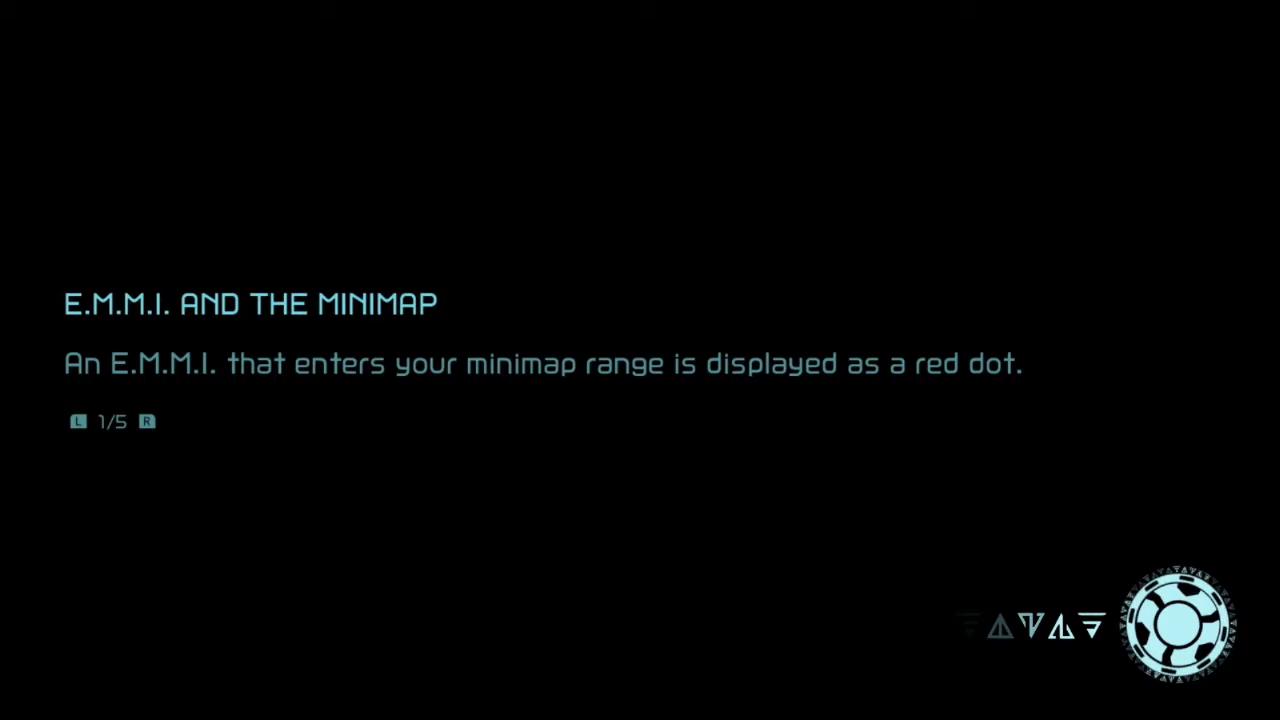 E.M.M.I. AND THE MINIMAP
An E.M.M.I. that enters your minimap range is displayed as a red dot.
L 1/5 R